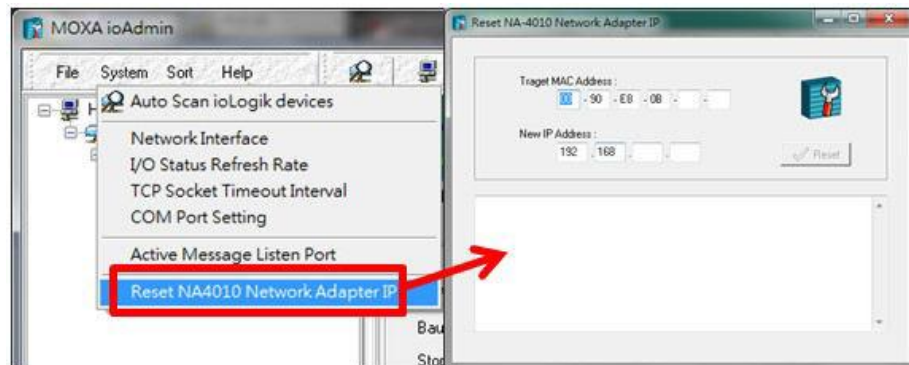 MOXA ioAdmin
File System Sort Help
Auto Scan ioLogik devices
Network Interface
I/O Status Refresh Rate
TCP Socket Timeout Interval
COM Port Setting
Active Message Listen Port
Reset NA4010 Network Adapter IP
Bau
Stop
Reset NA-4010 Network Adapter IP
Traget MAC Address :
00 - 90 - E8 - 0B - -
New IP Address :
192 . 168 . .
Reset